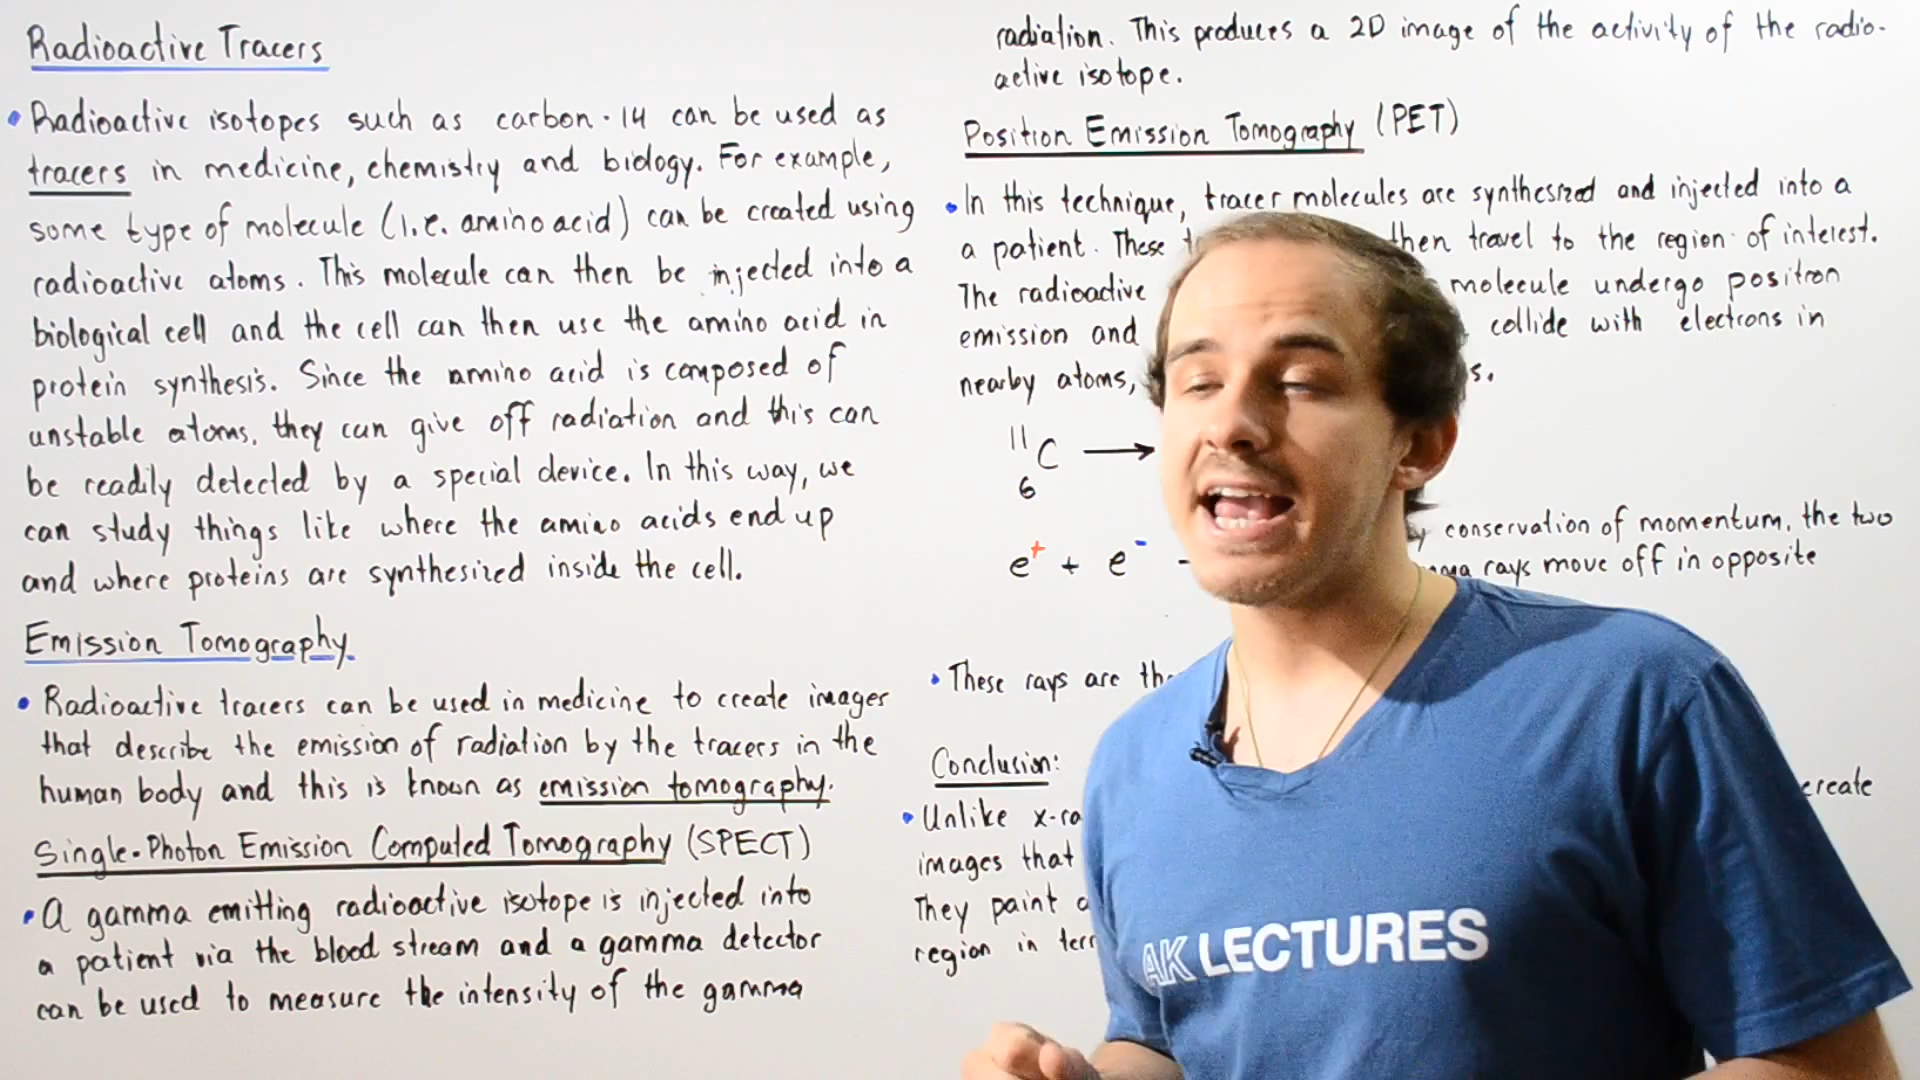 Radioactive Tracers
• Radioactive isotopes such as carbon-14 can be used as
tracers in medicine, chemistry and biology. For example,
some type of molecule (i.e. amino acid) can be created using
radioactive atoms. This molecule can then be injected into a
biological cell and the cell can then use the amino acid in
protein synthesis. Since the amino acid is composed of
unstable atoms, they can give off radiation and this can
be readily detected by a special device. In this way, we
can study things like where the amino acids end up
and where proteins are synthesized inside the cell.
Emission Tomography
• Radioactive tracers can be used in medicine to create images
that describe the emission of radiation by the tracers in the
human body and this is known as emission tomography.
Single-Photon Emission Computed Tomography (SPECT)
• A gamma emitting radioactive isotope is injected into
a patient via the blood stream and a gamma detector
can be used to measure the intensity of the gamma
radiation. This produces a 2D image of the activity of the radio-
active isotope.
Position Emission Tomography (PET)
• In this technique, tracer molecules are synthesized and injected into a
a patient. These then travel to the region of interest.
The radioactive molecule undergo positron
emission and collide with electrons in
nearby atoms,
11
C →
6
e+ + e-
conservation of momentum, the two
rays move off in opposite
• These rays are
Conclusion:
create
• Unlike
images that
They paint
region in
AK LECTURES